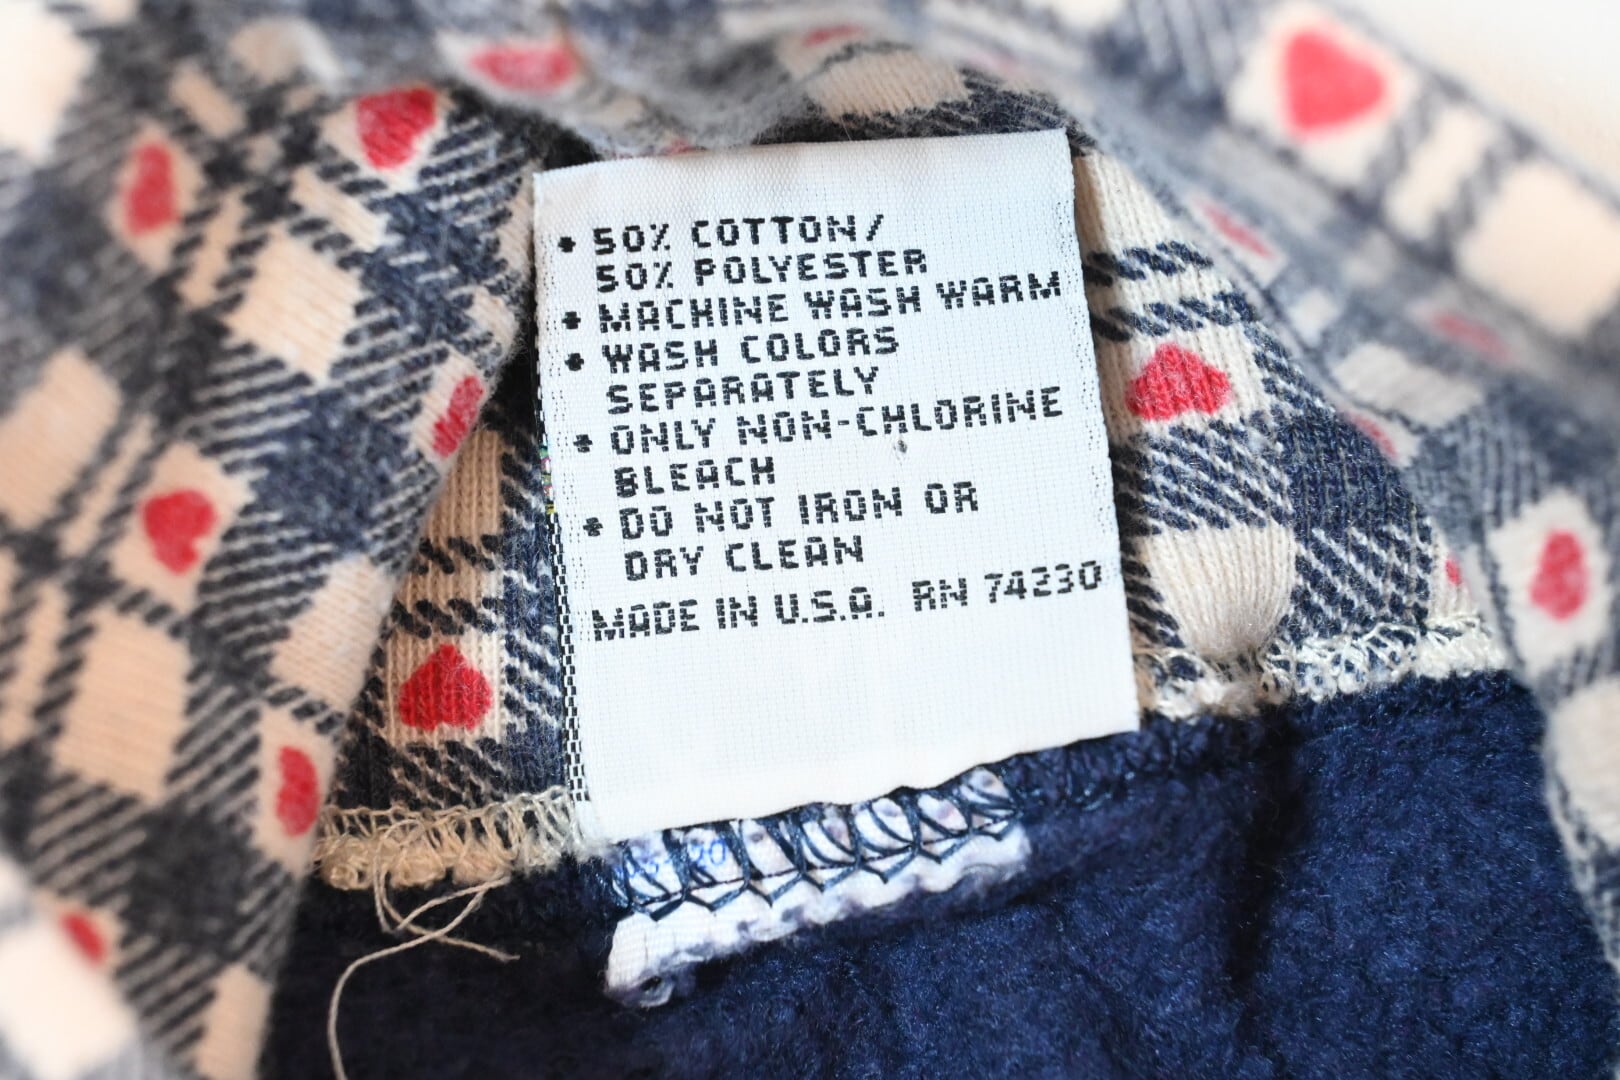 • 50% COTTON/
50% POLYESTER
• MACHINE WASH WARM
• WASH COLORS
SEPARATELY
• ONLY NON-CHLORINE
BLEACH
• DO NOT IRON OR
DRY CLEAN
MADE IN U.S.A. RN 74230